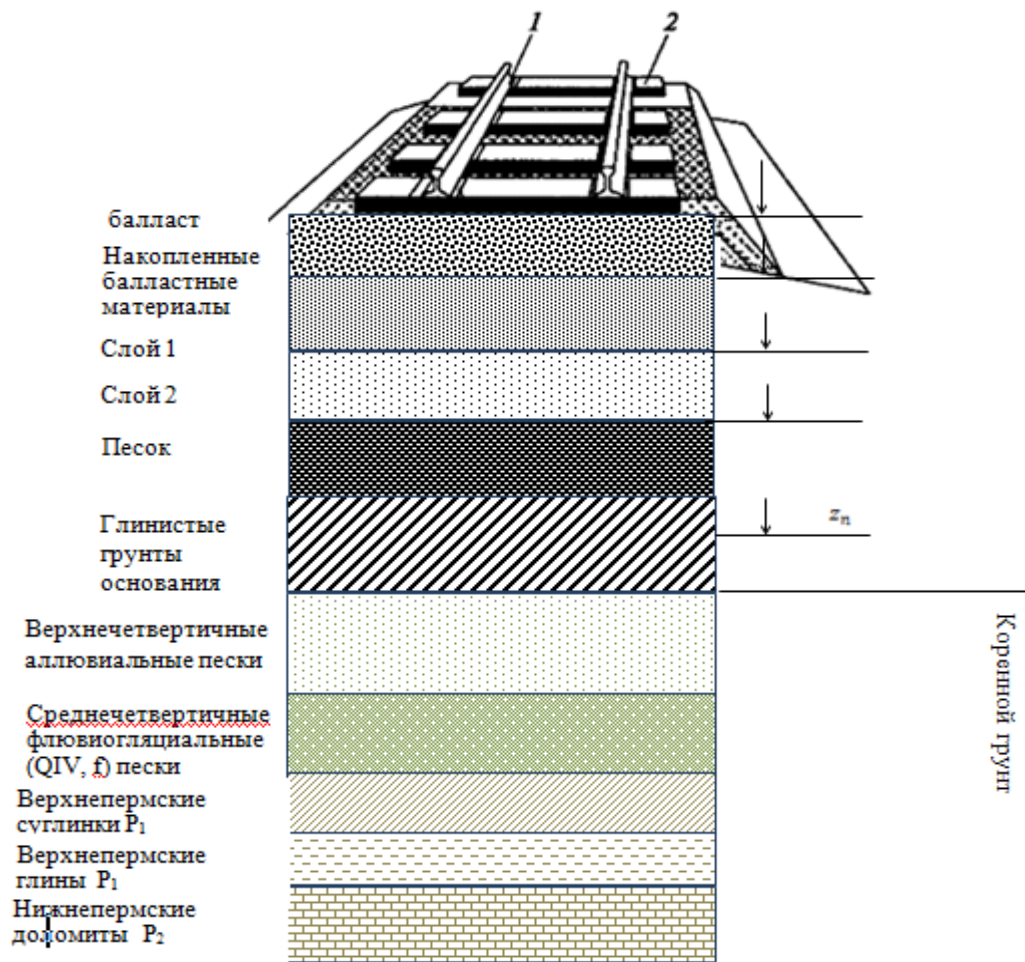 1
2
балласт
Накопленные
балластные
материалы
Слой 1
Слой 2
Песок
Глинистые
грунты
основания
zn
Верхнечетвертичные
аллювиальные пески
Среднечетвертичные
флювиогляциальные
(QIV, f) пески
Верхнепермские
суглинки P1
Верхнепермские
глины P1
Нижнепермские
доломиты P2
Коренной грунт